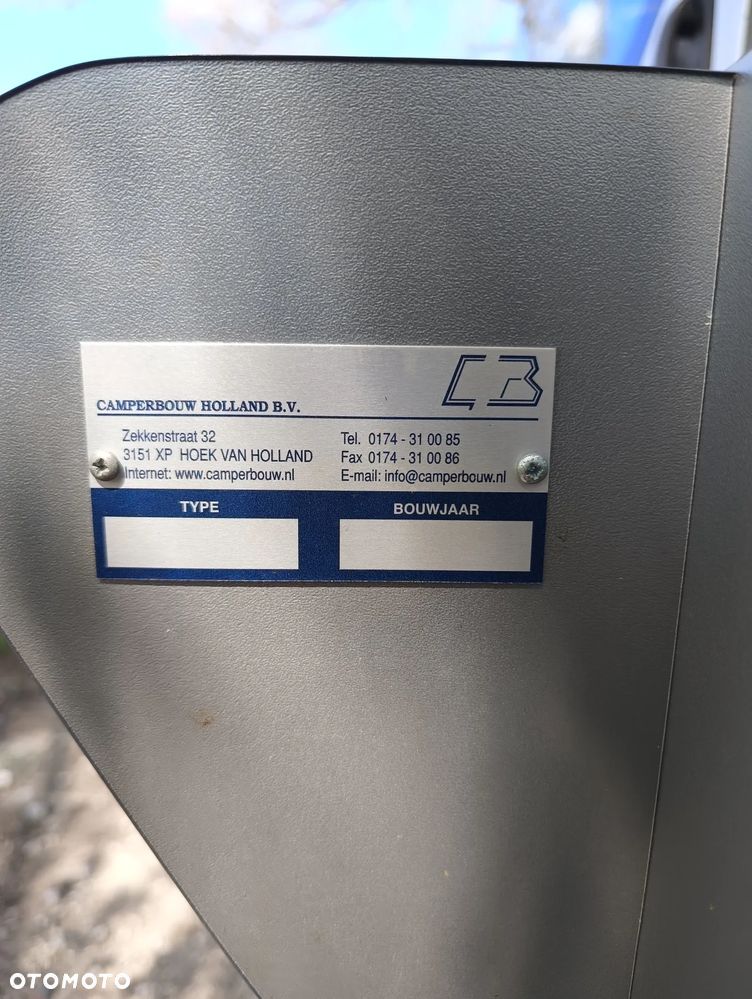 CB
CAMPERBOUW HOLLAND B.V.
Zekkenstraat 32
3151 XP HOEK VAN HOLLAND
Internet: www.camperbouw.nl
Tel. 0174 - 31 00 85
Fax 0174 - 31 00 86
E-mail: info@camperbouw.nl
TYPE
BOUWJAAR
OTOMOTO